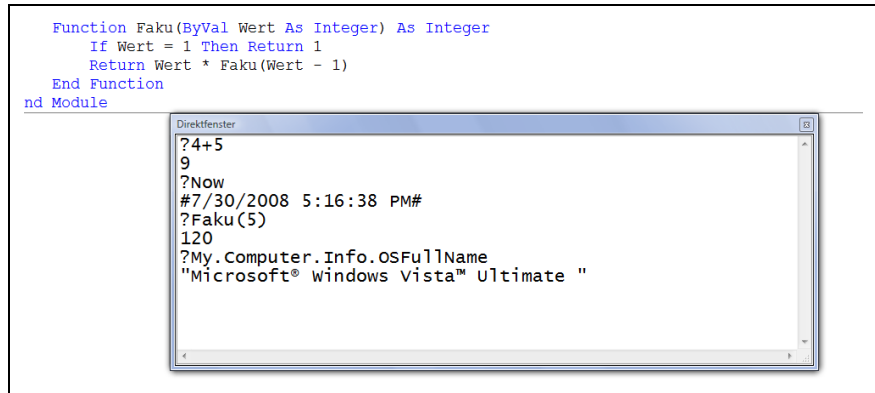 Function Faku(ByVal Wert As Integer) As Integer
If Wert = 1 Then Return 1
Return Wert * Faku(Wert - 1)
End Function
nd Module
Direktfenster
?4+5
9
?Now
#7/30/2008 5:16:38 PM#
?Faku(5)
120
?My.Computer.Info.OSFullName
"Microsoft® Windows Vista™ Ultimate "